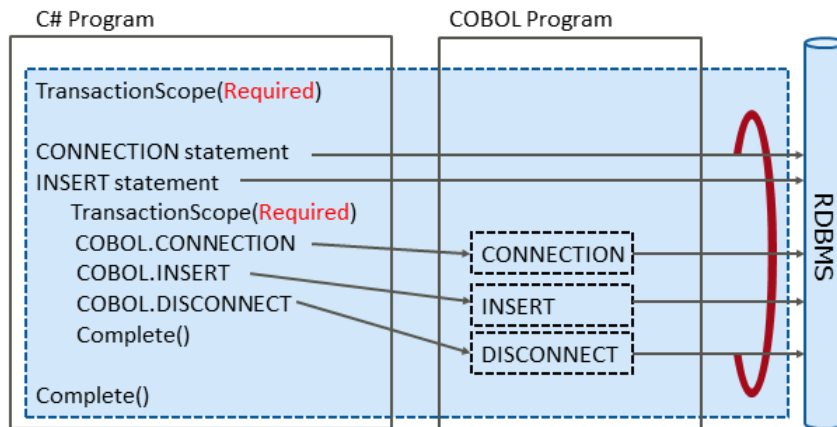 C# Program
COBOL Program
TransactionScope(Required)
CONNECTION statement
INSERT statement
TransactionScope(Required)
COBOL.CONNECTION
COBOL.INSERT
COBOL.DISCONNECT
Complete()
Complete()
CONNECTION
INSERT
DISCONNECT
RDBMS